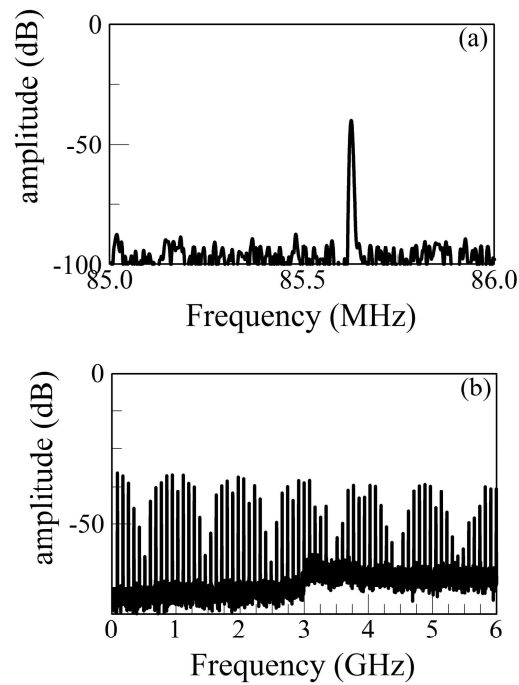 (a)
0
-50
-100
amplitude (dB)
85.0 85.5 86.0
Frequency (MHz)
(b)
0
-50
amplitude (dB)
0 1 2 3 4 5 6
Frequency (GHz)